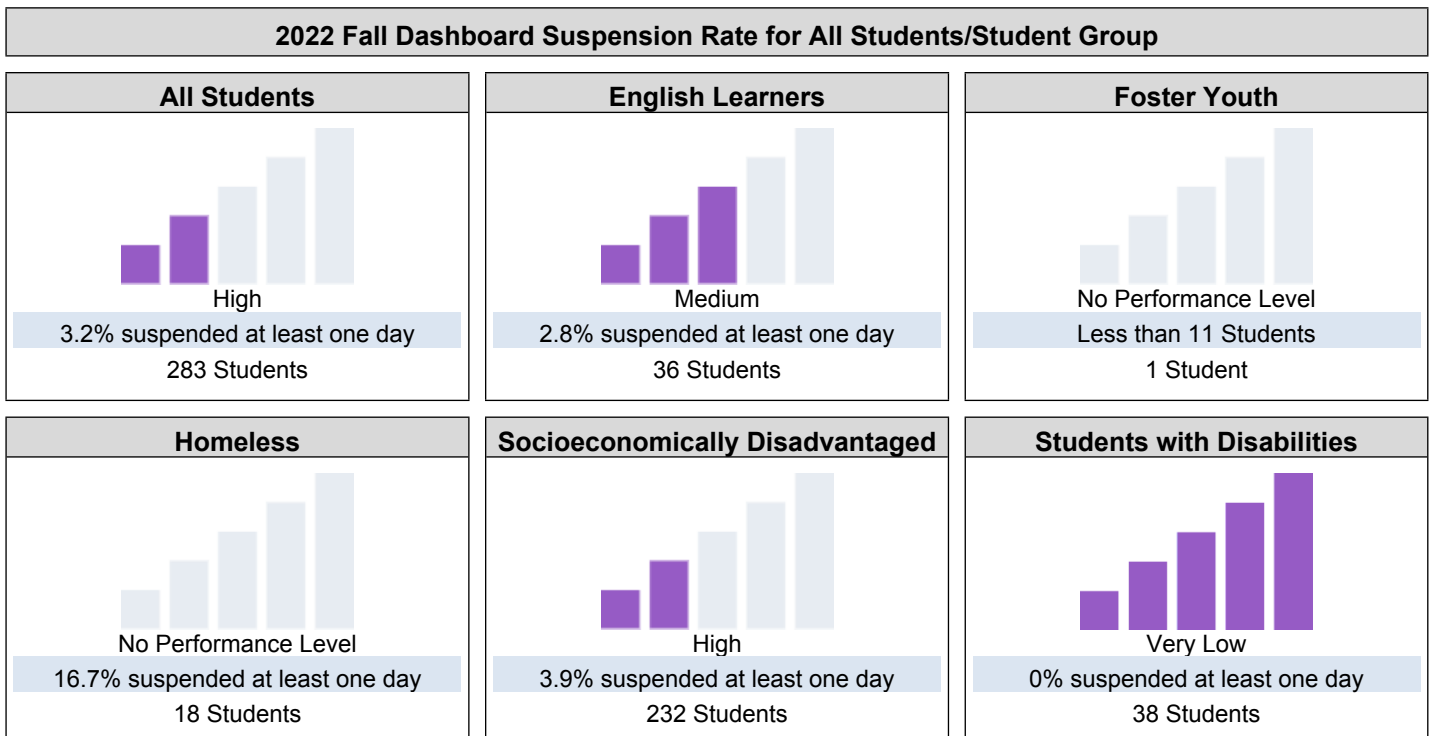 2022 Fall Dashboard Suspension Rate for All Students/Student Group
All Students
High
3.2% suspended at least one day
283 Students
English Learners
Medium
2.8% suspended at least one day
36 Students
Foster Youth
No Performance Level
Less than 11 Students
1 Student
Homeless
No Performance Level
16.7% suspended at least one day
18 Students
Socioeconomically Disadvantaged
High
3.9% suspended at least one day
232 Students
Students with Disabilities
Very Low
0% suspended at least one day
38 Students